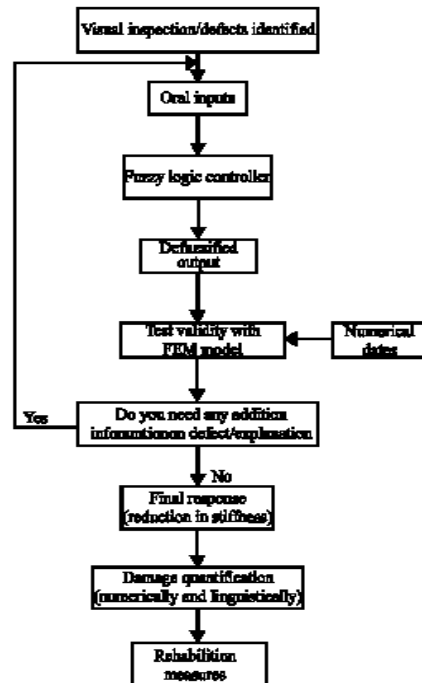 Visual inspection/defects identified
Oral inputs
Fuzzy logic controller
Defussified
output
Test validity with
FEM model
Numerical
dates
Yes
Do you need any addition
infomuntionon defect/explanation
No
Final response
(reduction in stiffness)
Damage quantification
(numerically and linguistically)
Rehabilition
measures